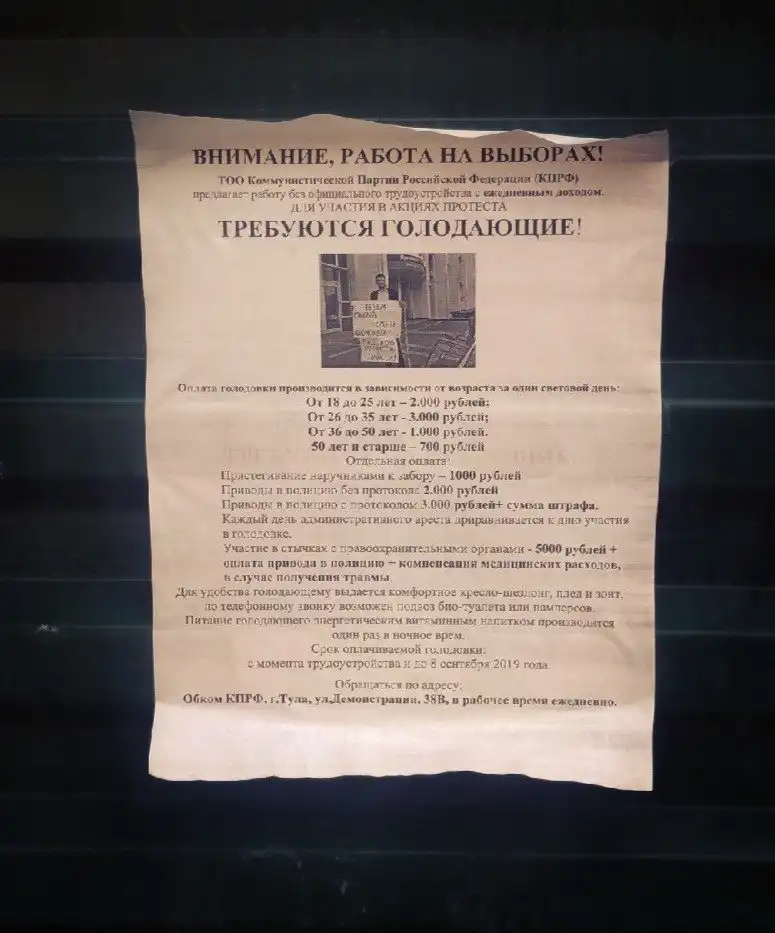 ВНИМАНИЕ, РАБОТА НА ВЫБОРАХ!
ТОО Коммунистической Партии Российской Федерации (КПРФ)
предлагает работу без официального трудоустройства с ежедневным доходом.
ДЛЯ УЧАСТИЯ В АКЦИЯХ ПРОТЕСТА
ТРЕБУЮТСЯ ГОЛОДАЮЩИЕ!
Оплата голодовки производится в зависимости от возраста за один световой день:
От 18 до 25 лет – 2.000 рублей;
От 26 до 35 лет - 3.000 рублей;
От 36 до 50 лет - 1.000 рублей.
50 лет и старше – 700 рублей
Отдельная оплата:
Пристегивание наручниками к забору – 1000 рублей
Приводы в полицию без протокола 2.000 рублей
Приводы в полицию с протоколом 3.000 рублей+ сумма штрафа.
Каждый день административного ареста приравнивается к дню участия
в голодовке.
Участие в стычках с правоохранительными органами - 5000 рублей +
оплата привода в полицию + компенсация медицинских расходов,
в случае получения травмы
Для удобства голодающему выдается комфортное кресло-шезлонг, плед и зонт,
по телефонному звонку возможен подвоз био-туалета или памперсов.
Питание голодающего энергетическим витаминным напитком производится
один раз в ночное врем.
Срок оплачиваемой голодовки:
с момента трудоустройства и до 8 сентября 2019 года
Обращаться по адресу:
Обком КПРФ, г.Тула, ул.Демонстрации, 38В, в рабочее время ежедневно.